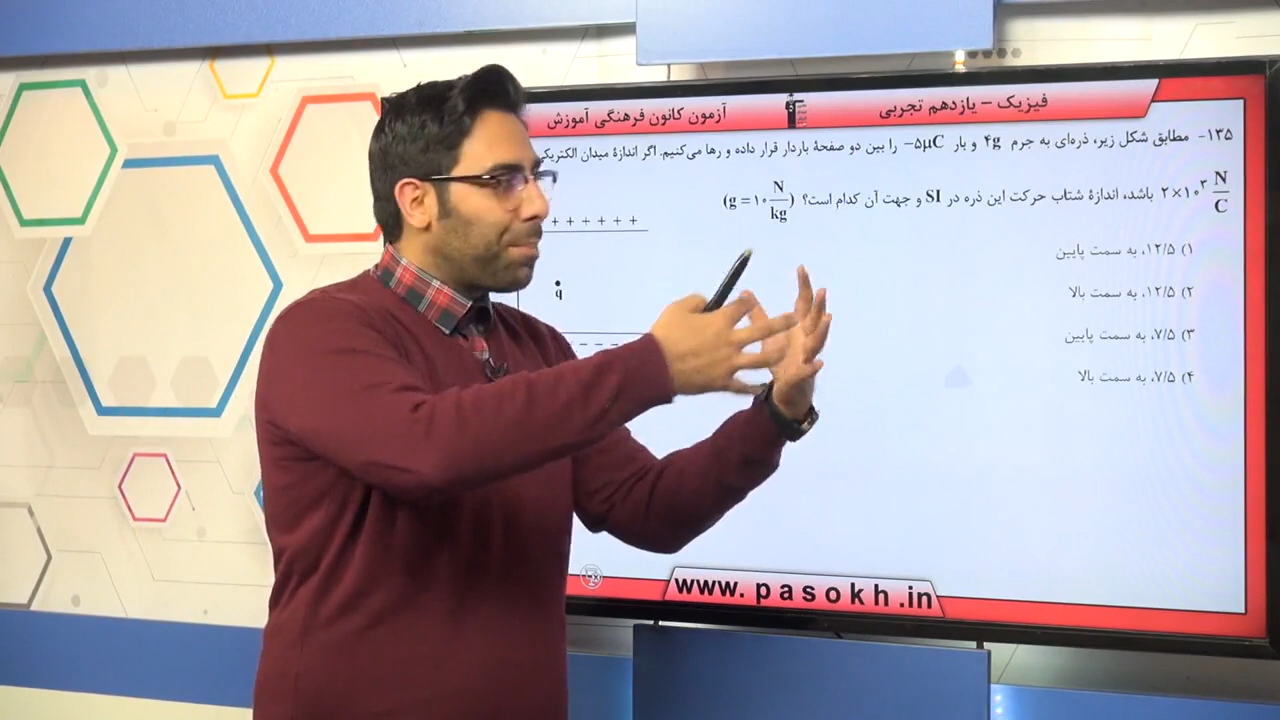 فیزیک – یازدهم تجربی
آزمون کانون فرهنگی آموزش
۱۳۵- مطابق شکل زیر، ذره‌ای به جرم ۴g و بار ۵μC− را بین دو صفحهٔ باردار قرار داده و رها می‌کنیم. اگر اندازهٔ میدان الکتریکی
۲×۱۰³ N/C باشد، اندازهٔ شتاب حرکت این ذره در SI و جهت آن کدام است؟ (g = ۱۰ N/kg)
+ + + + + +
q
۱) ۱۲/۵، به سمت پایین
۲) ۱۲/۵، به سمت بالا
۳) ۷/۵، به سمت پایین
۴) ۷/۵، به سمت بالا
www. pasokh.in